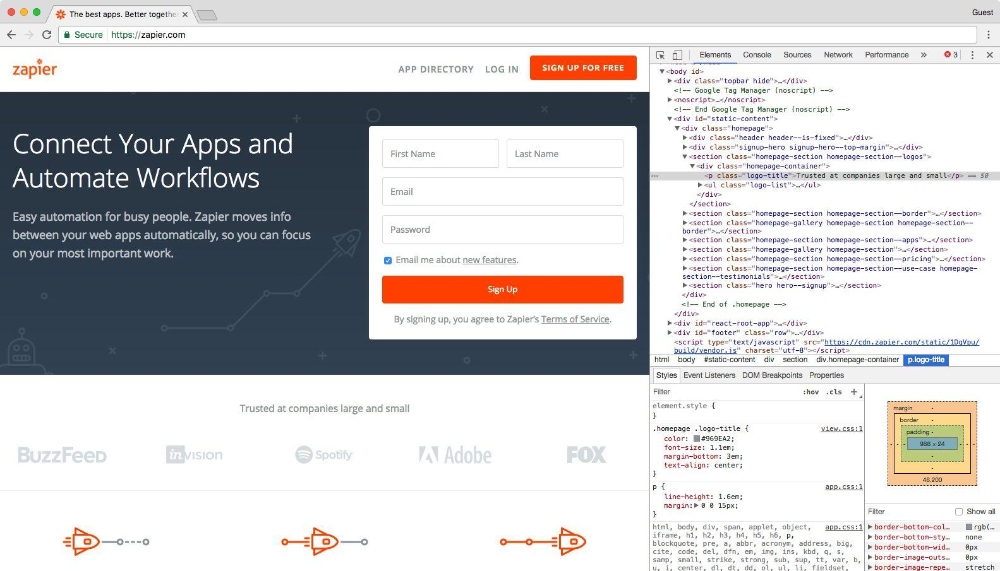 The best apps. Better together
Guest
Secure https://zapier.com
zapier
APP DIRECTORY LOG IN SIGN UP FOR FREE
Connect Your Apps and
Automate Workflows
Easy automation for busy people. Zapier moves info
between your web apps automatically, so you can focus
on your most important work.
First Name Last Name
Email
Password
Email me about new features.
Sign Up
By signing up, you agree to Zapier's Terms of Service.
Trusted at companies large and small
BuzzFeed inVISION Spotify Adobe FOX
Elements Console Sources Network Performance » 3
▼<body id>
▶<div class="topbar hide">…</div>
<!-- Google Tag Manager (noscript) -->
▶<noscript>…</noscript>
<!-- End Google Tag Manager (noscript) -->
▼<div id="static-content">
▼<div class="homepage">
▶<div class="header header--is-fixed">…</div>
▶<div class="signup-hero signup-hero--top-margin">…</div>
▼<section class="homepage-section homepage-section--logos">
▼<div class="homepage-container">
<p class="logo-title">Trusted at companies large and small</p> == $0
▶<ul class="logo-list">…</ul>
</div>
</section>
▶<section class="homepage-section homepage-section--border">…</section>
▶<section class="homepage-gallery homepage-section homepage-section--
border">…</section>
▶<section class="homepage-section homepage-section--apps">…</section>
▶<section class="homepage-gallery homepage-section">…</section>
▶<section class="homepage-section homepage-section--pricing">…</section>
▶<section class="homepage-section homepage-section--use-case homepage-
section--testimonials">…</section>
▶<section class="hero hero--signup">…</section>
</div>
<!-- End of .homepage -->
</div>
▶<div id="react-root-app">…</div>
▶<div id="footer" class="row">…</div>
<script type="text/javascript" src="https://cdn.zapier.com/static/1DqVpu/
build/vendor.js" charset="utf-8"></script>
html body #static-content div section div.homepage-container p.logo-title
Styles Event Listeners DOM Breakpoints Properties
Filter :hov .cls +
element.style {
}
.homepage .logo-title { view.css:1
color: #969EA2;
font-size: 1.1em;
margin-bottom: 3em;
text-align: center;
}
p { app.css:1
line-height: 1.6em;
margin:▶ 0 0 15px;
}
html, body, div, span, applet, object, app.css:1
iframe, h1, h2, h3, h4, h5, h6, p,
blockquote, pre, a, abbr, acronym, address, big,
cite, code, del, dfn, em, img, ins, kbd, q, s,
samp, small, strike, strong, sub, sup, tt, var, b,
u, i, center, dl, dt, dd, ol, ul, li, fieldset,
margin -
border -
padding -
988 × 24
-
-
46.200
Filter Show all
▶ border-bottom-col… rgb(…
▶ border-bottom-sty… none
▶ border-bottom-wid… 0px
▶ border-image-outs… 0px
▶ border-image-repe… stretch